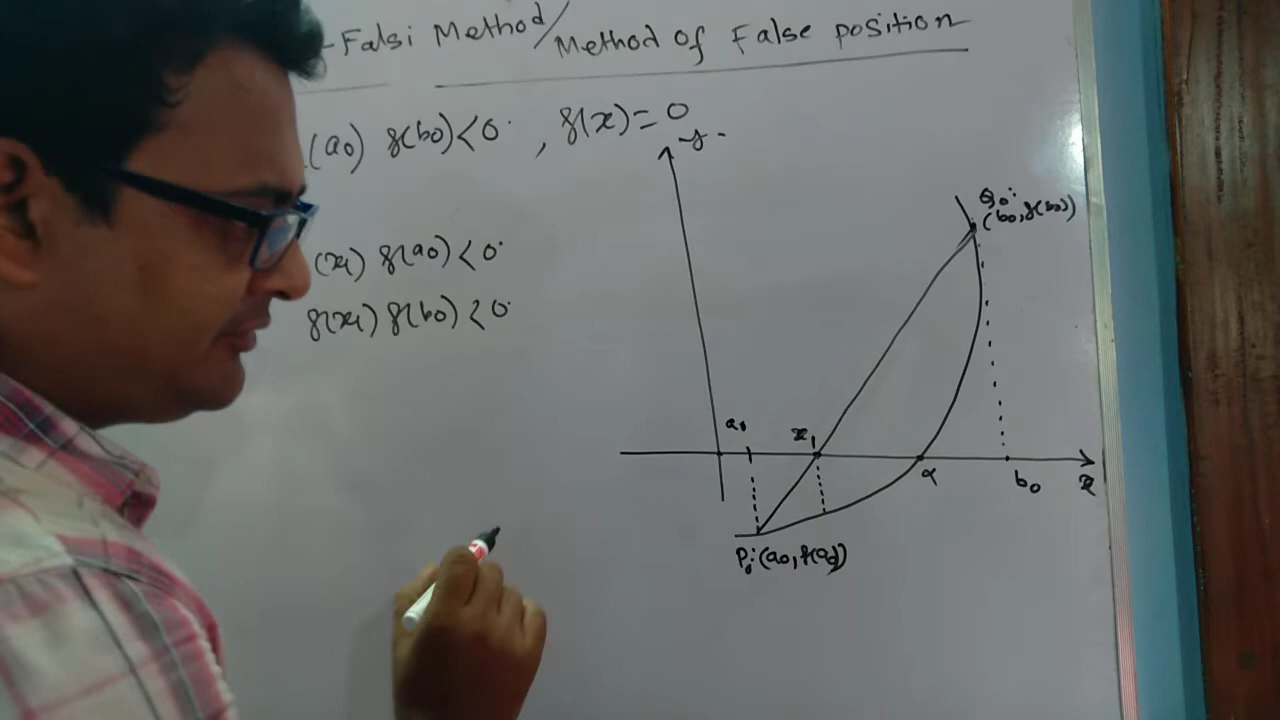 -Falsi Method/Method of False position
(a₀) f(b₀)<0 , f(x)=0
y
Q₀:
(b₀, f(b₀))
(x₁) f(a₀)<0
f(x₁) f(b₀)<0
a₀ x₁
α b₀ x
P₀:(a₀, f(a₀))